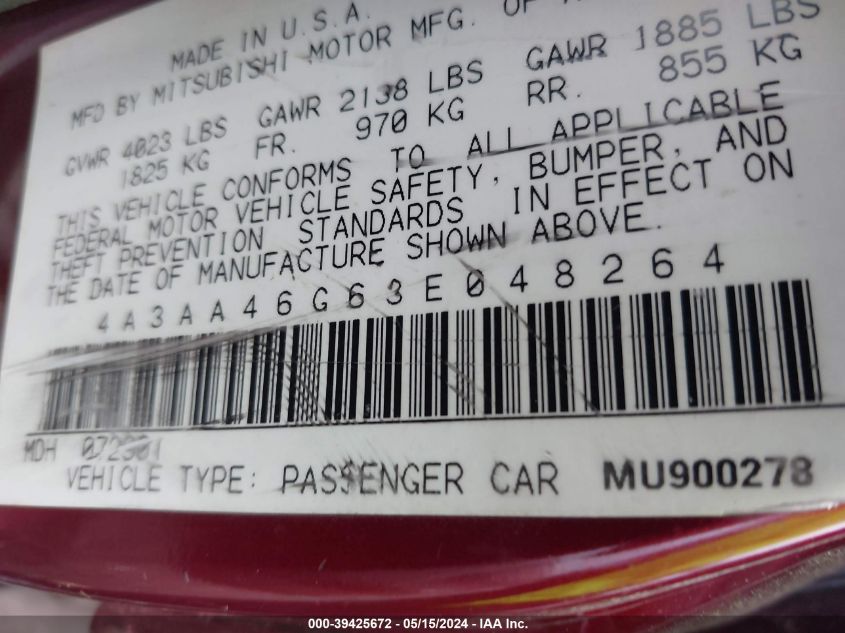 MADE IN U.S.A.
MFD BY MITSUBISHI MOTOR MFG. OF
GVWR 4023 LBS GAWR 2138 LBS GAWR 1885 LBS
1825 KG FR. 970 KG RR. 855 KG
THIS VEHICLE CONFORMS TO ALL APPLICABLE
FEDERAL MOTOR VEHICLE SAFETY, BUMPER, AND
THEFT PREVENTION STANDARDS IN EFFECT ON
THE DATE OF MANUFACTURE SHOWN ABOVE.
4A3AA46G63E048264
MDH
VEHICLE TYPE: PASSENGER CAR MU900278
000-39425672 - 05/15/2024 - IAA Inc.